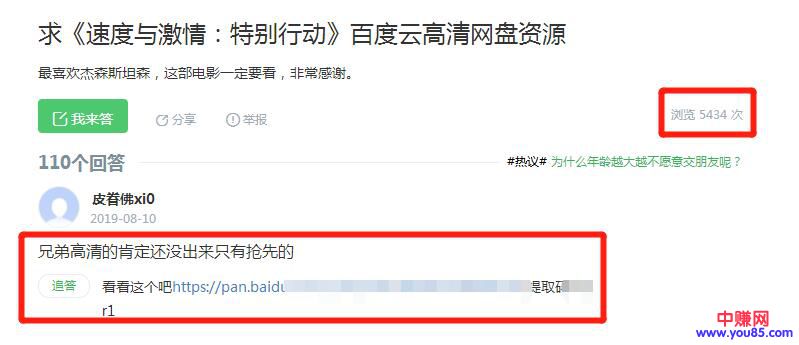 求《速度与激情：特别行动》百度云高清网盘资源
最喜欢杰森斯坦森，这部电影一定要看，非常感谢。
我来答 分享 举报 浏览 5434 次
110个回答 #热议# 为什么年龄越大越不愿意交朋友呢？
皮眷佛xi0
2019-08-10
兄弟高清的肯定还没出来只有抢先的
追答 看看这个吧https://pan.baidu 提取
r1
中赚网
www.you85.com